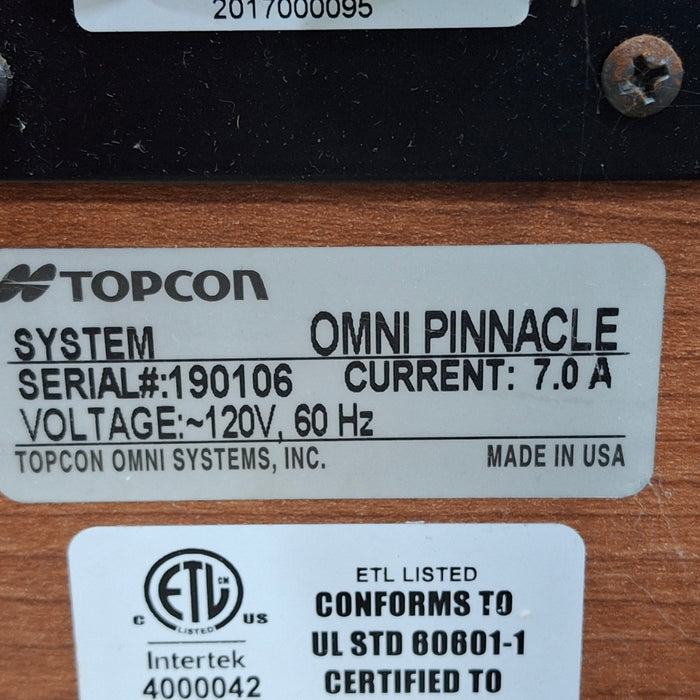 2017000095
TOPCON
SYSTEM OMNI PINNACLE
SERIAL#:190106 CURRENT: 7.0 A
VOLTAGE:~120V, 60 Hz
TOPCON OMNI SYSTEMS, INC. MADE IN USA
ETL CM
LISTED
C US
Intertek
4000042
ETL LISTED
CONFORMS TO
UL STD 60601-1
CERTIFIED TO